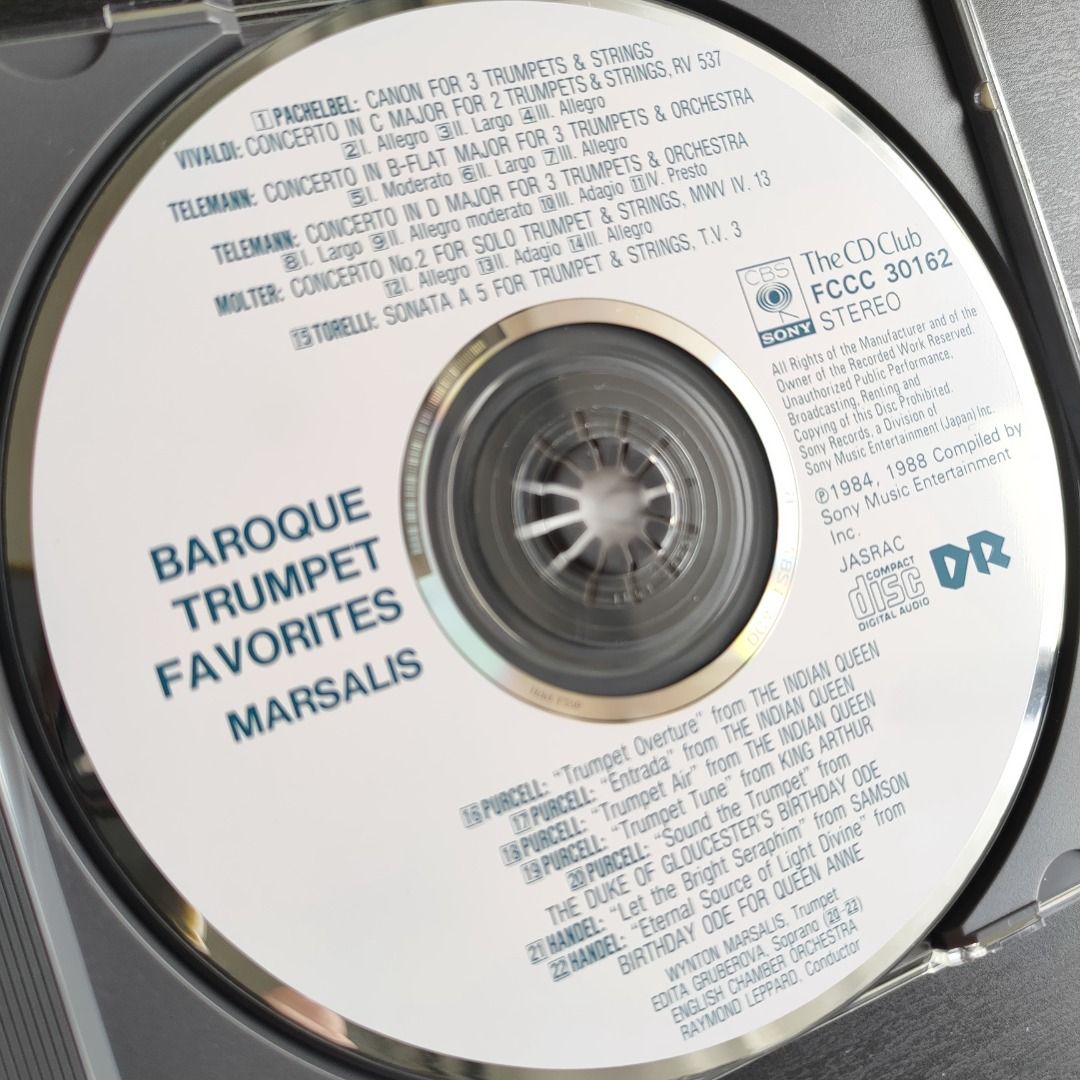 1 PACHELBEL: CANON FOR 3 TRUMPETS & STRINGS
VIVALDI: CONCERTO IN C MAJOR FOR 2 TRUMPETS & STRINGS, RV 537
2 I. Allegro 3 II. Largo 4 III. Allegro
TELEMANN: CONCERTO IN B-FLAT MAJOR FOR 3 TRUMPETS & ORCHESTRA
5 I. Moderato 6 II. Largo 7 III. Allegro
TELEMANN: CONCERTO IN D MAJOR FOR 3 TRUMPETS & ORCHESTRA
8 I. Largo 9 II. Allegro moderato 10 III. Adagio 11 IV. Presto
MOLTER: CONCERTO No.2 FOR SOLO TRUMPET & STRINGS, MWV IV. 13
12 I. Allegro 13 II. Adagio 14 III. Allegro
15 TORELLI: SONATA A 5 FOR TRUMPET & STRINGS, T.V. 3
CBS
SONY
The CD Club
FCCC 30162
STEREO
All Rights of the Manufacturer and of the
Owner of the Recorded Work Reserved.
Unauthorized Public Performance,
Broadcasting, Renting and
Copying of this Disc Prohibited.
Sony Records, a Division of
Sony Music Entertainment (Japan) Inc.
℗1984, 1988 Compiled by
Sony Music Entertainment
Inc.
JASRAC
COMPACT
disc
DIGITAL AUDIO
DR
BAROQUE
TRUMPET
FAVORITES
MARSALIS
16 PURCELL: "Trumpet Overture" from THE INDIAN QUEEN
17 PURCELL: "Entrada" from THE INDIAN QUEEN
18 PURCELL: "Trumpet Air" from THE INDIAN QUEEN
19 PURCELL: "Trumpet Tune" from KING ARTHUR
20 PURCELL: "Sound the Trumpet" from
THE DUKE OF GLOUCESTER'S BIRTHDAY ODE
21 HANDEL: "Let the Bright Seraphim" from SAMSON
22 HANDEL: "Eternal Source of Light Divine" from
BIRTHDAY ODE FOR QUEEN ANNE
WYNTON MARSALIS, Trumpet
EDITA GRUBEROVA, Soprano (20-22)
ENGLISH CHAMBER ORCHESTRA
RAYMOND LEPPARD, Conductor